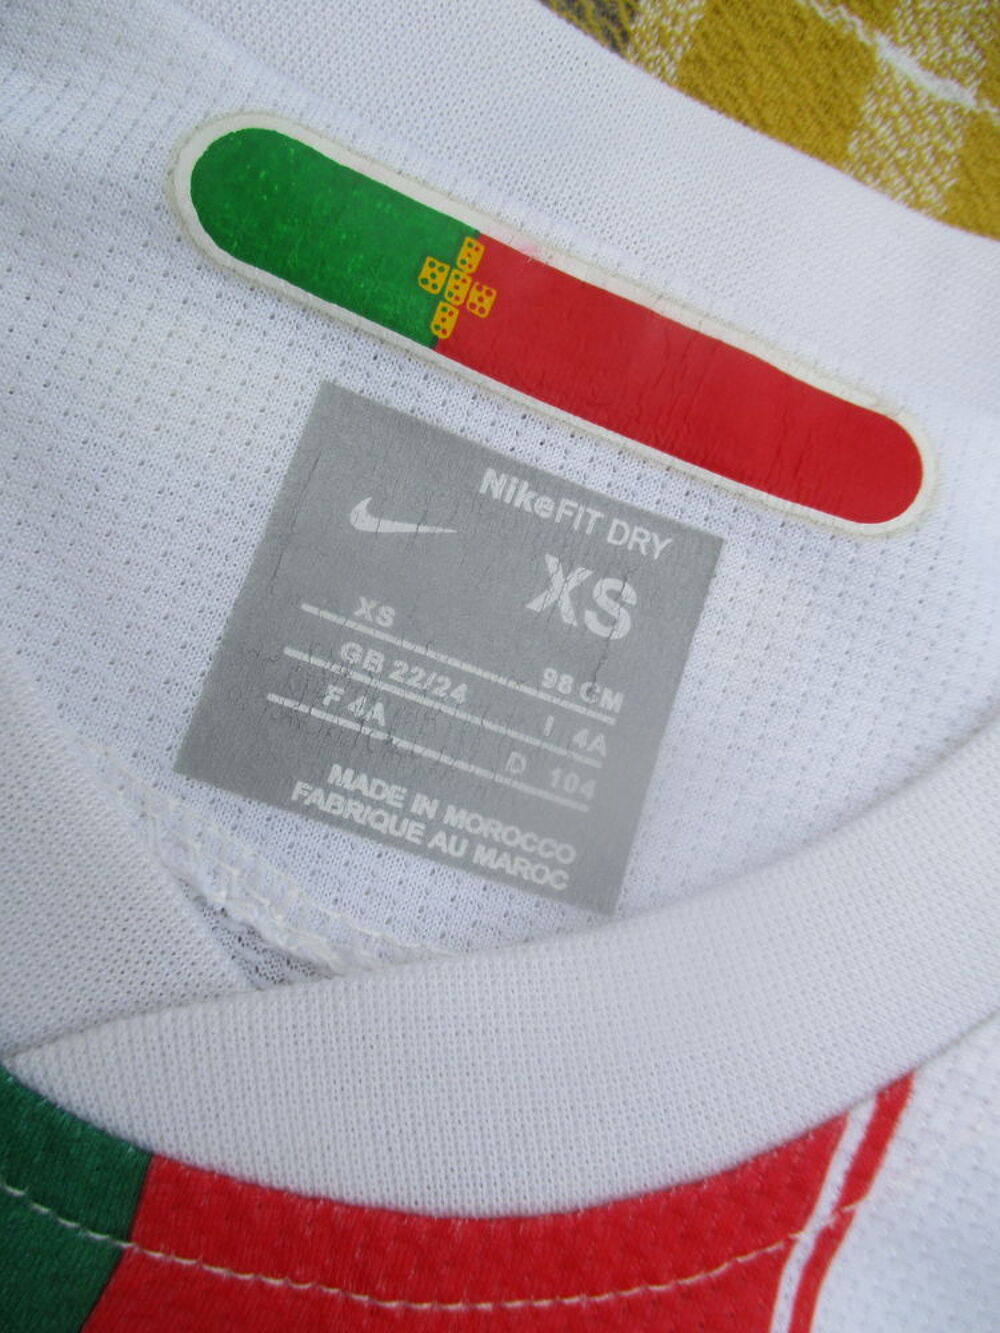 NikeFIT DRY
XS
XS 98 CM
GB 22/24 I 4A
F 4A D 104
MADE IN MOROCCO
FABRIQUE AU MAROC